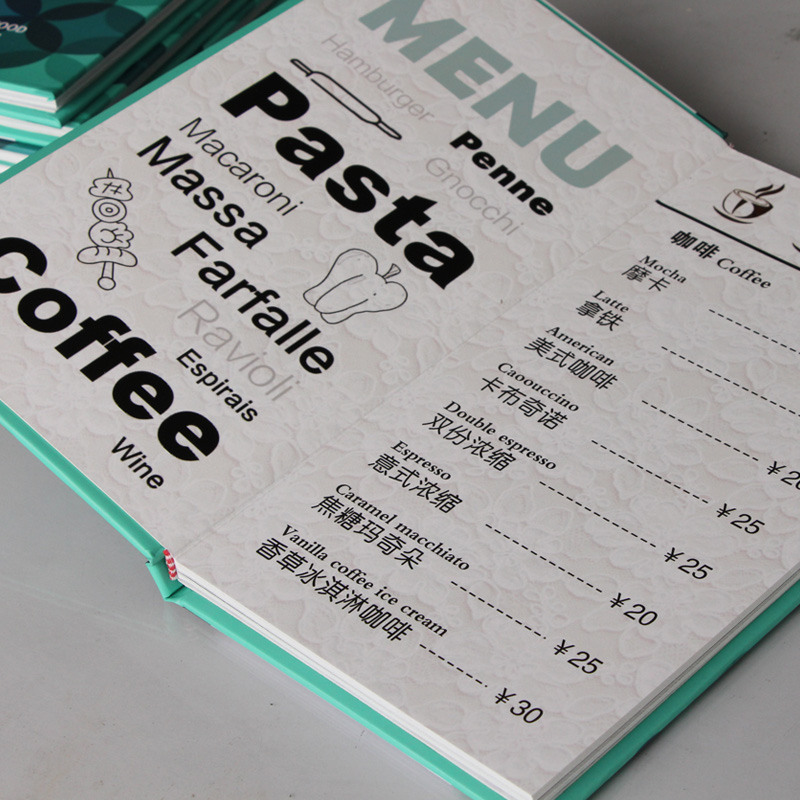 OOD
MENU
Hamburger
Pasta
Penne
Gnocchi
Macaroni
Massa
Farfalle
Ravioli
Espirais
coffee
Wine
咖啡 Coffee
Mocha
摩卡
Latte
拿铁
American
美式咖啡 ¥20
Caoouccino
卡布奇诺 ¥25
Double espresso
双份浓缩 ¥25
Espresso
意式浓缩 ¥20
Caramel macchiato
焦糖玛奇朵 ¥25
Vanilla coffee ice cream
香草冰淇淋咖啡 ¥30